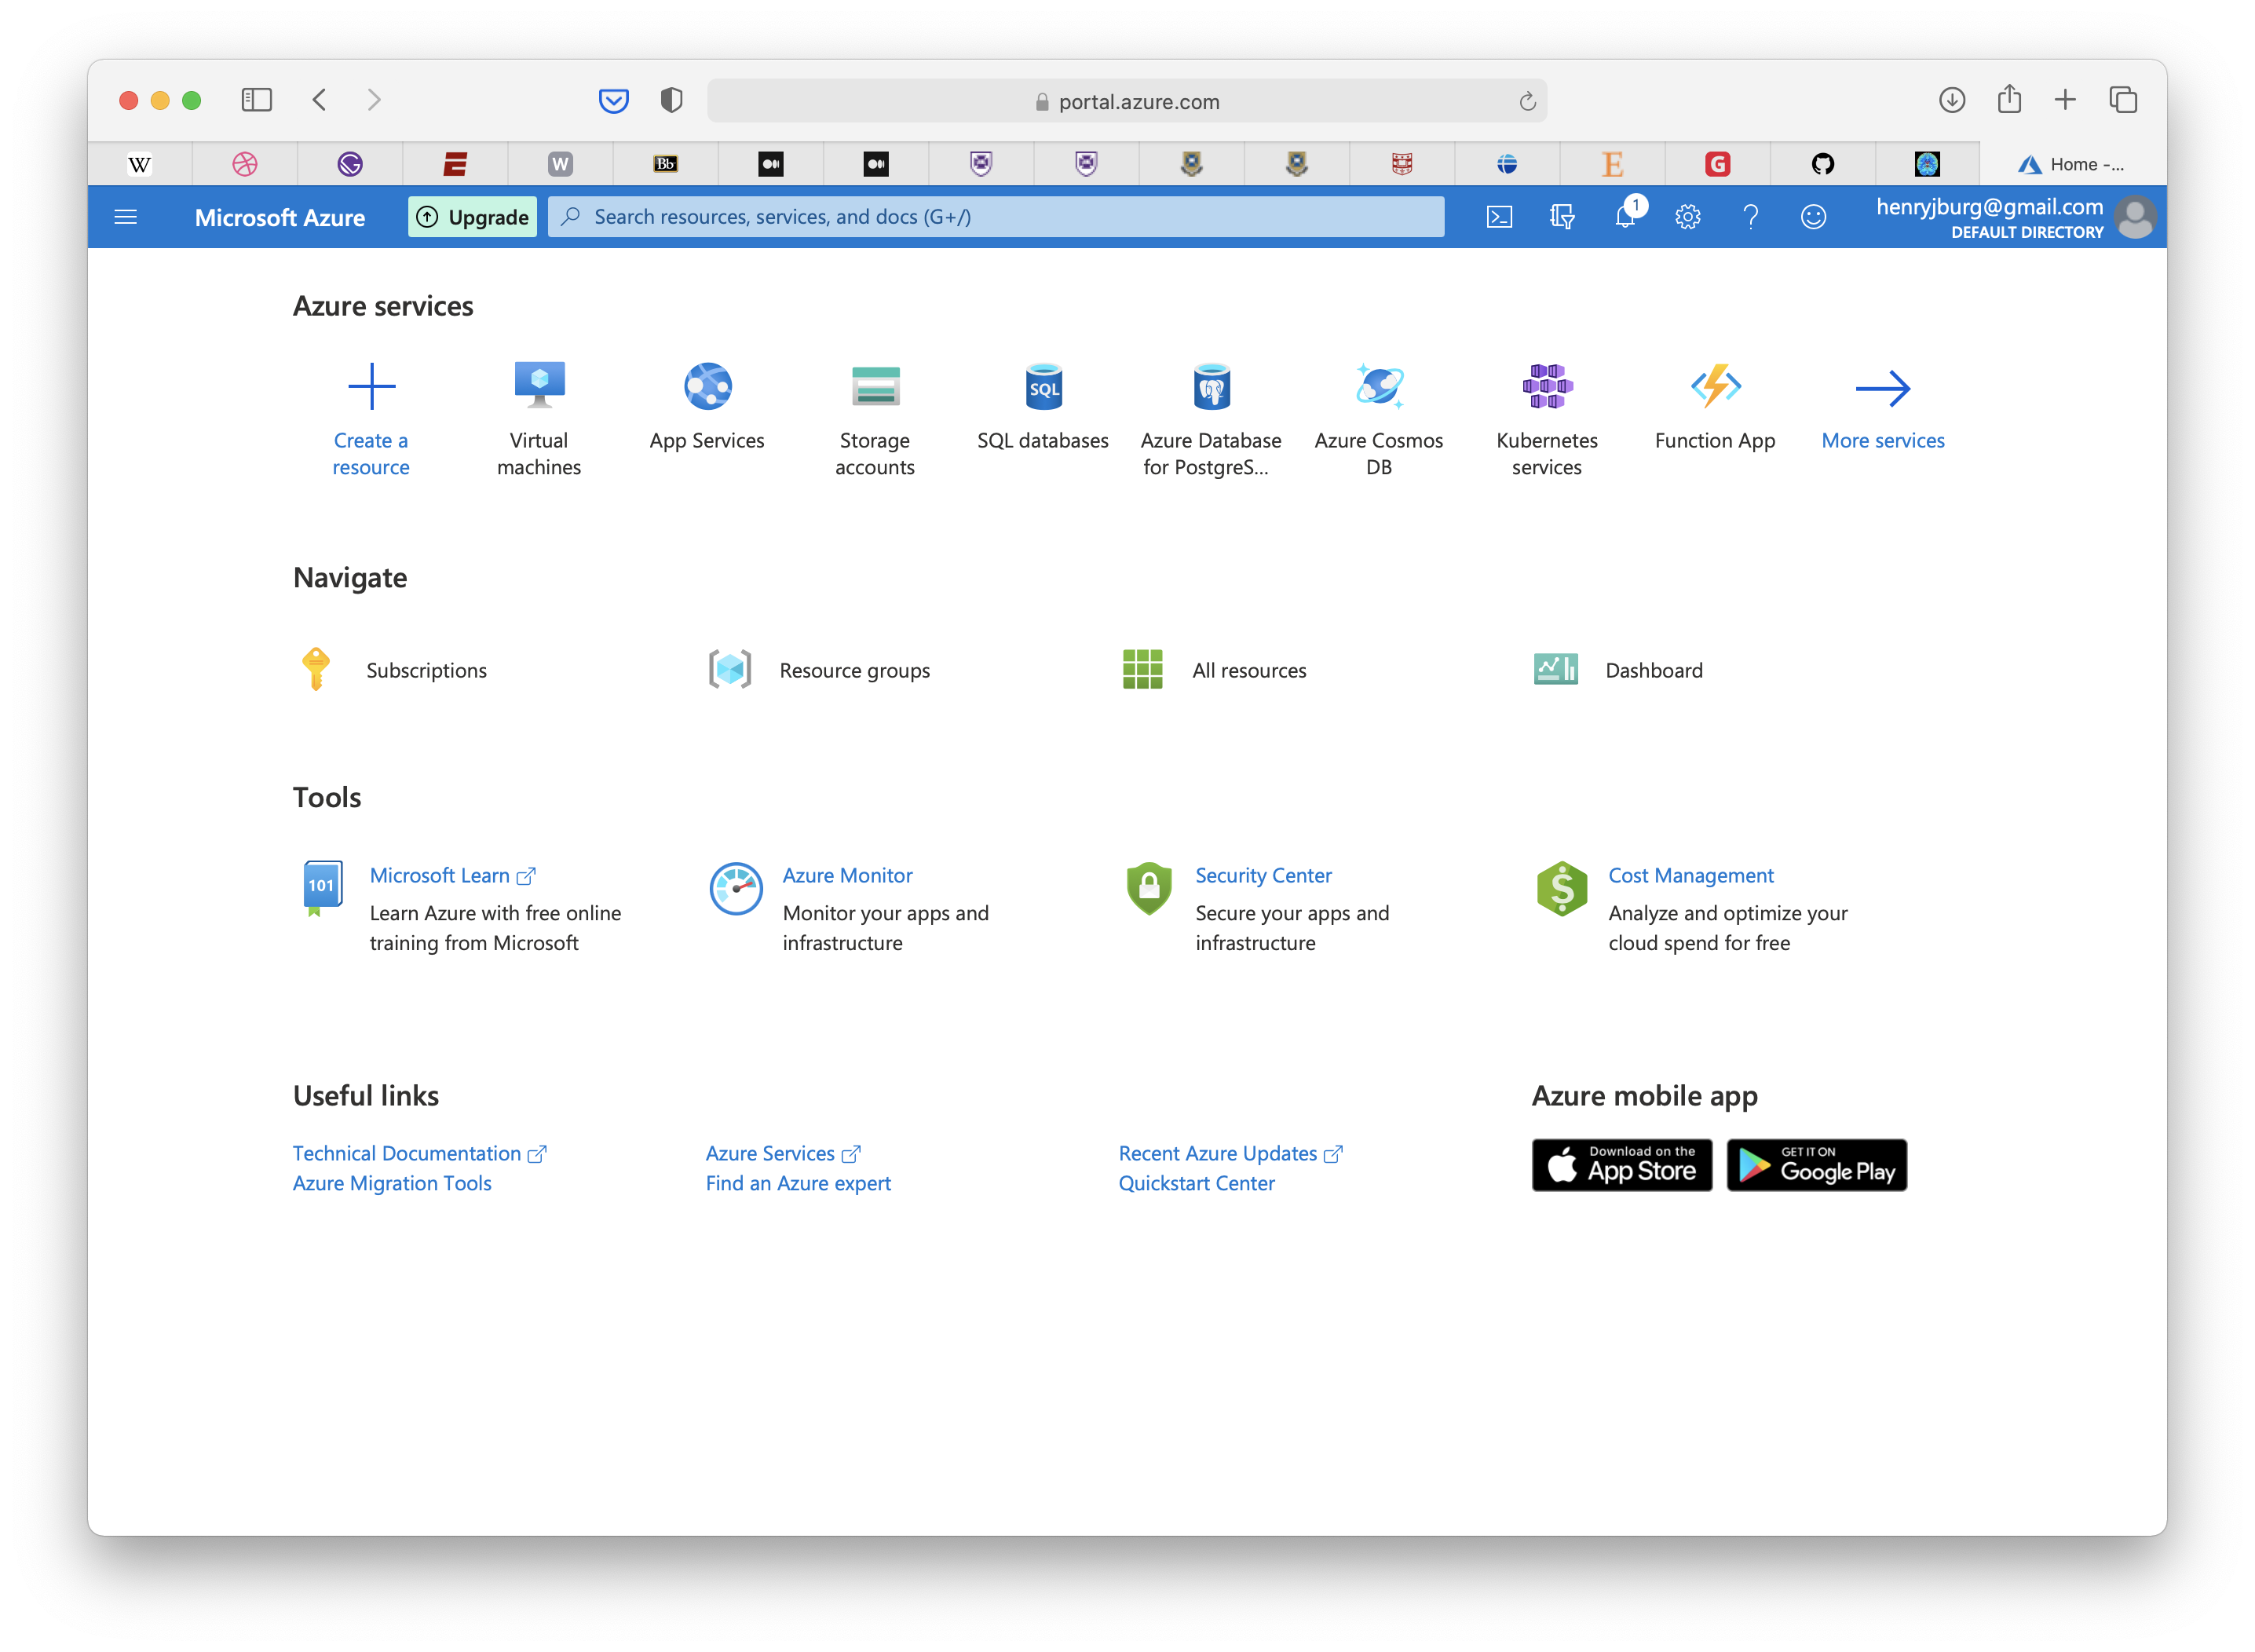 portal.azure.com
W
W
Bb
E
G
Home -...
Microsoft Azure
Upgrade
Search resources, services, and docs (G+/)
1
henryjburg@gmail.com
DEFAULT DIRECTORY
Azure services
Create a
resource
Virtual
machines
App Services
Storage
accounts
SQL
SQL databases
Azure Database
for PostgreS...
Azure Cosmos
DB
Kubernetes
services
Function App
More services
Navigate
Subscriptions
Resource groups
All resources
Dashboard
Tools
101
Microsoft Learn
Learn Azure with free online
training from Microsoft
Azure Monitor
Monitor your apps and
infrastructure
Security Center
Secure your apps and
infrastructure
Cost Management
Analyze and optimize your
cloud spend for free
Useful links
Technical Documentation
Azure Migration Tools
Azure Services
Find an Azure expert
Recent Azure Updates
Quickstart Center
Azure mobile app
Download on the
App Store
GET IT ON
Google Play